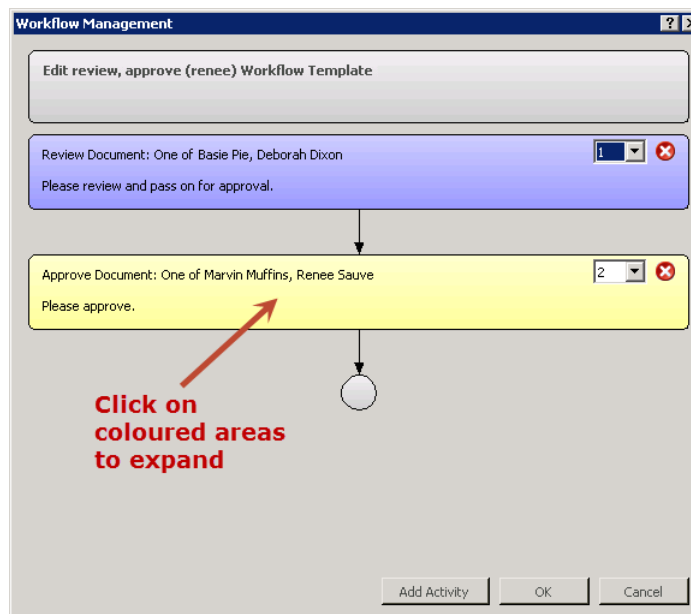 Workflow Management
Edit review, approve (renee) Workflow Template
Review Document: One of Basie Pie, Deborah Dixon
1
Please review and pass on for approval.
Approve Document: One of Marvin Muffins, Renee Sauve
2
Please approve.
Click on
coloured areas
to expand
Add Activity
OK
Cancel